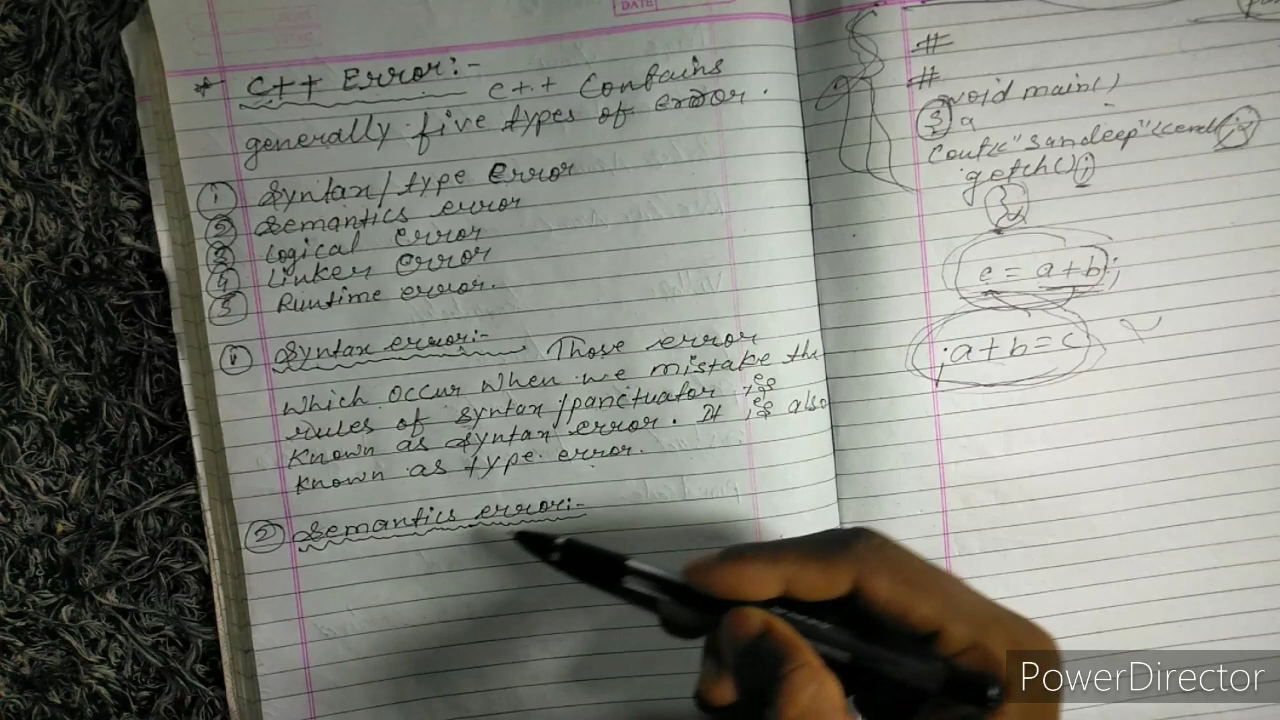 DATE
* C++ Error:-
C++ Contains
generally five types of error.
① Syntax/type Error
② Semantics error
③ Logical error
④ Linker error
⑤ Runtime error.
① Syntax error:- Those error
which occur when we mistake the
rules of syntax/panctuator is
known as syntax error. It is also
known as type error.
② Semantics error:-
#
#
void main()
{ a
Cout<<"sandeep"<<endl;
getch();
}
c = a+b;
;a+b=c
PowerDirector